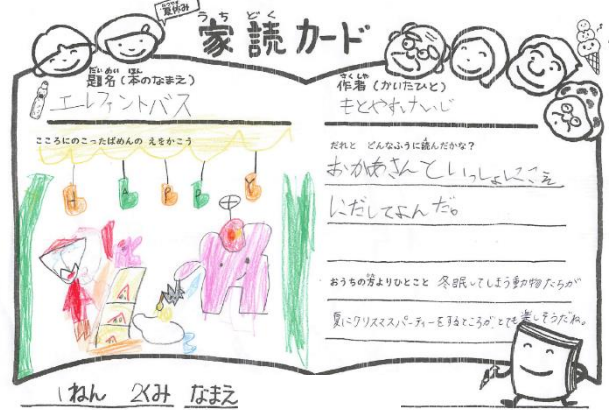 夏休み
うちどく
家読カード
だいめい ほん
題名(本のなまえ)
エーレファントバス
さくしゃ
作者(かいたひと)
もとやすけいじ
こころにのこったばめんの えをかこう
H A P P Y
だれと どんなふうに読んだかな?
おかあさんといっしょにこえ
にだしてよんだ。
おうちの方よりひとこと 冬眠してしまう動物たちが
夏にクリスマスパーティーをするところがとても楽しそうだね。
1ねん 2くみ なまえ